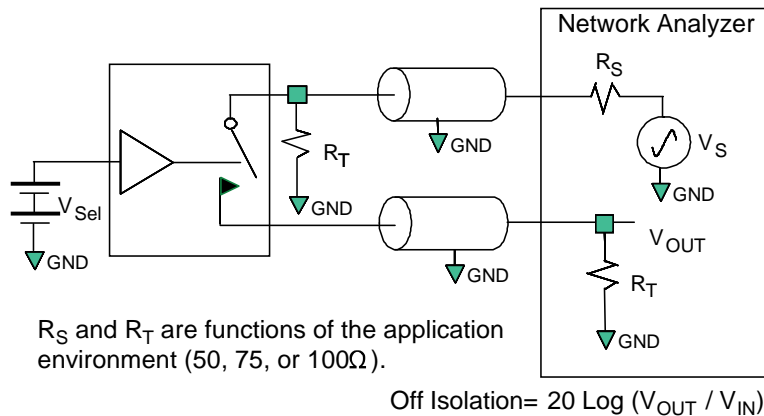 Network Analyzer
R_S
V_S
GND
R_T
GND
GND
V_Sel
GND
GND
V_OUT
R_T
GND
R_S and R_T are functions of the application
environment (50, 75, or 100Ω).
Off Isolation= 20 Log (V_OUT / V_IN)